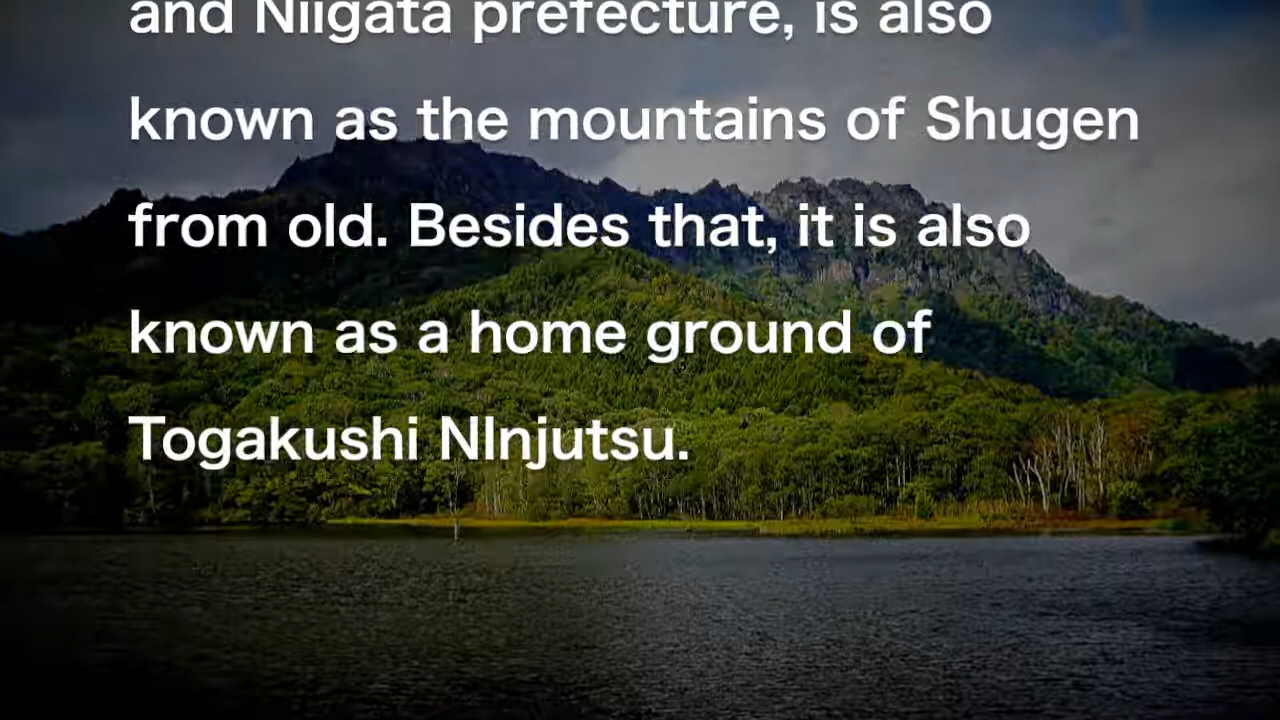 and Niigata prefecture, is also
known as the mountains of Shugen
from old. Besides that, it is also
known as a home ground of
Togakushi NInjutsu.